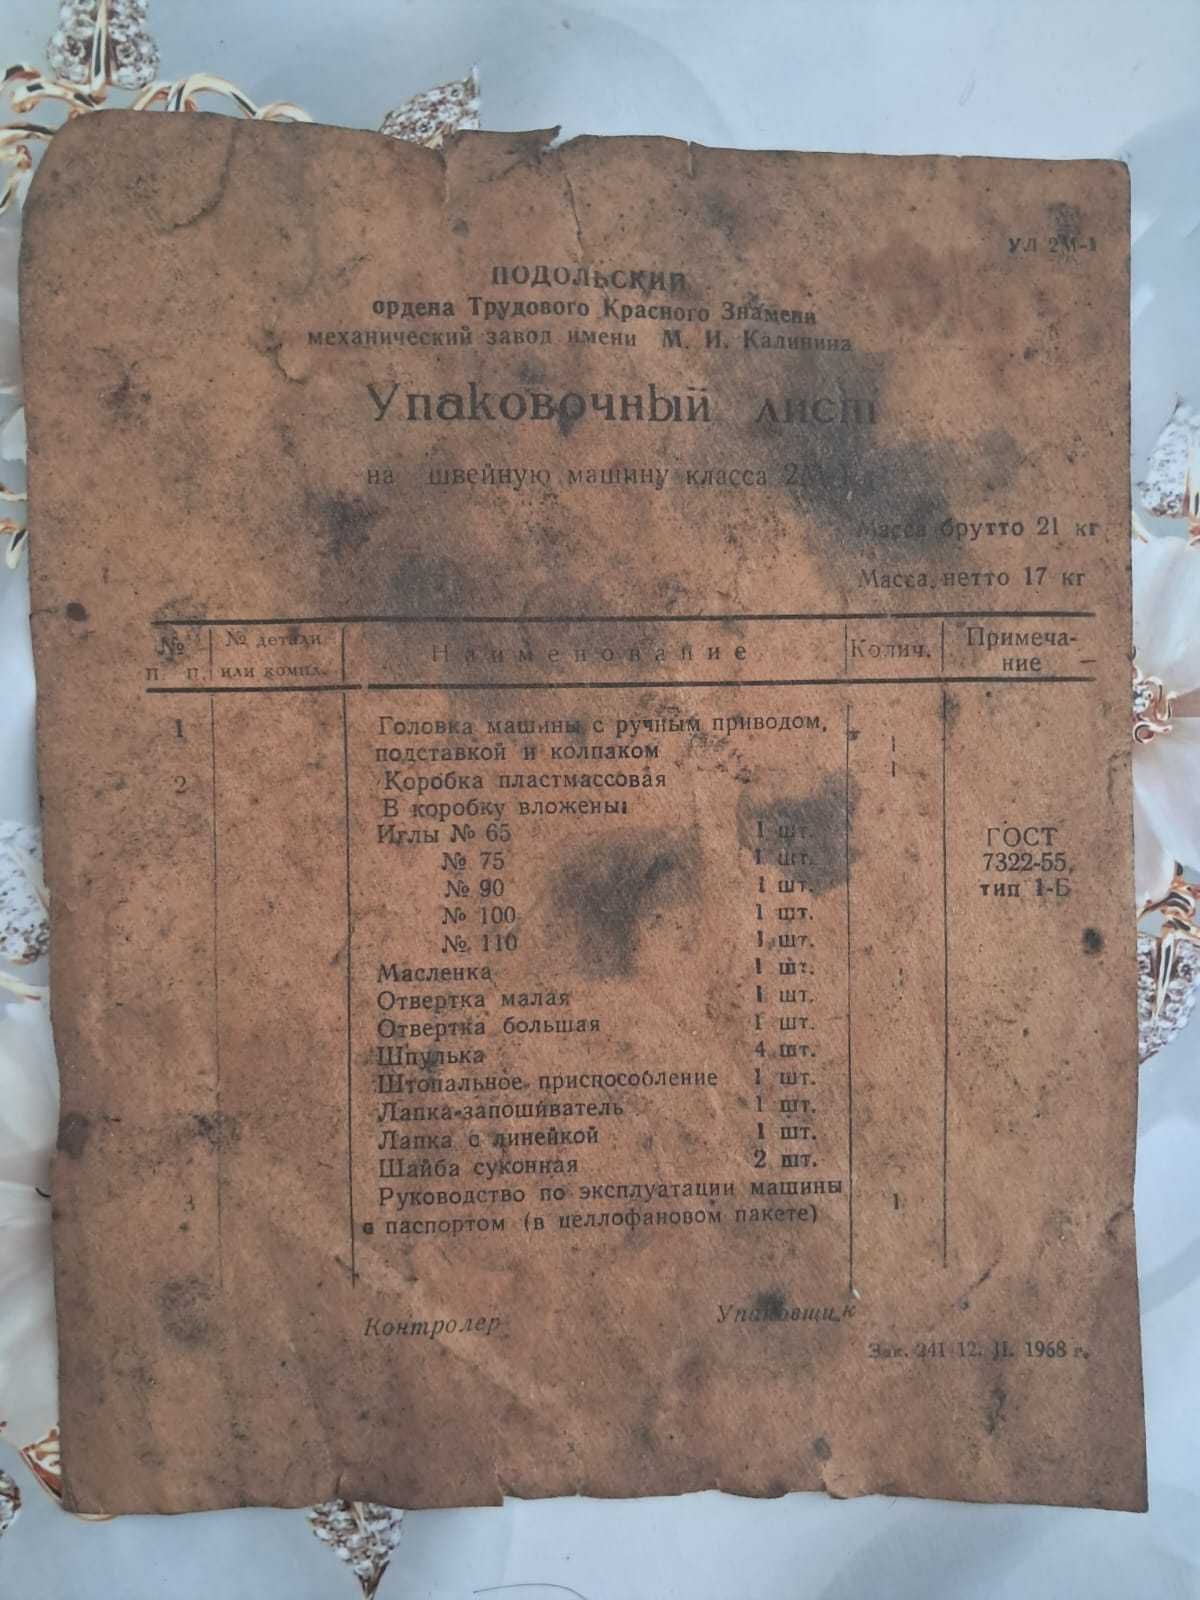 УЛ 2М-1
ПОДОЛЬСКИЙ
ордена Трудового Красного Знамени
механический завод имени М. И. Калинина
Упаковочный лист
на швейную машину класса
Масса брутто 21 кг
Масса нетто 17 кг
№ п. п. № детали или компл. Наименование Колич. Примеча-ние
1 Головка машины с ручным приводом,
подставкой и колпаком 1
2 Коробка пластмассовая 1
В коробку вложены:
Иглы № 65 1 шт. ГОСТ
№ 75 1 шт. 7322-55,
№ 90 1 шт. тип 1-Б
№ 100 1 шт.
№ 110 1 шт.
Масленка 1 шт.
Отвертка малая 1 шт.
Отвертка большая 1 шт.
Шпулька 4 шт.
Штопальное приспособление 1 шт.
Лапка-запошиватель 1 шт.
Лапка с линейкой 1 шт.
Шайба суконная 2 шт.
3 Руководство по эксплуатации машины 1
с паспортом (в целлофановом пакете)
Контролер Упаковщик
Зак. 241 12. II. 1968 г.